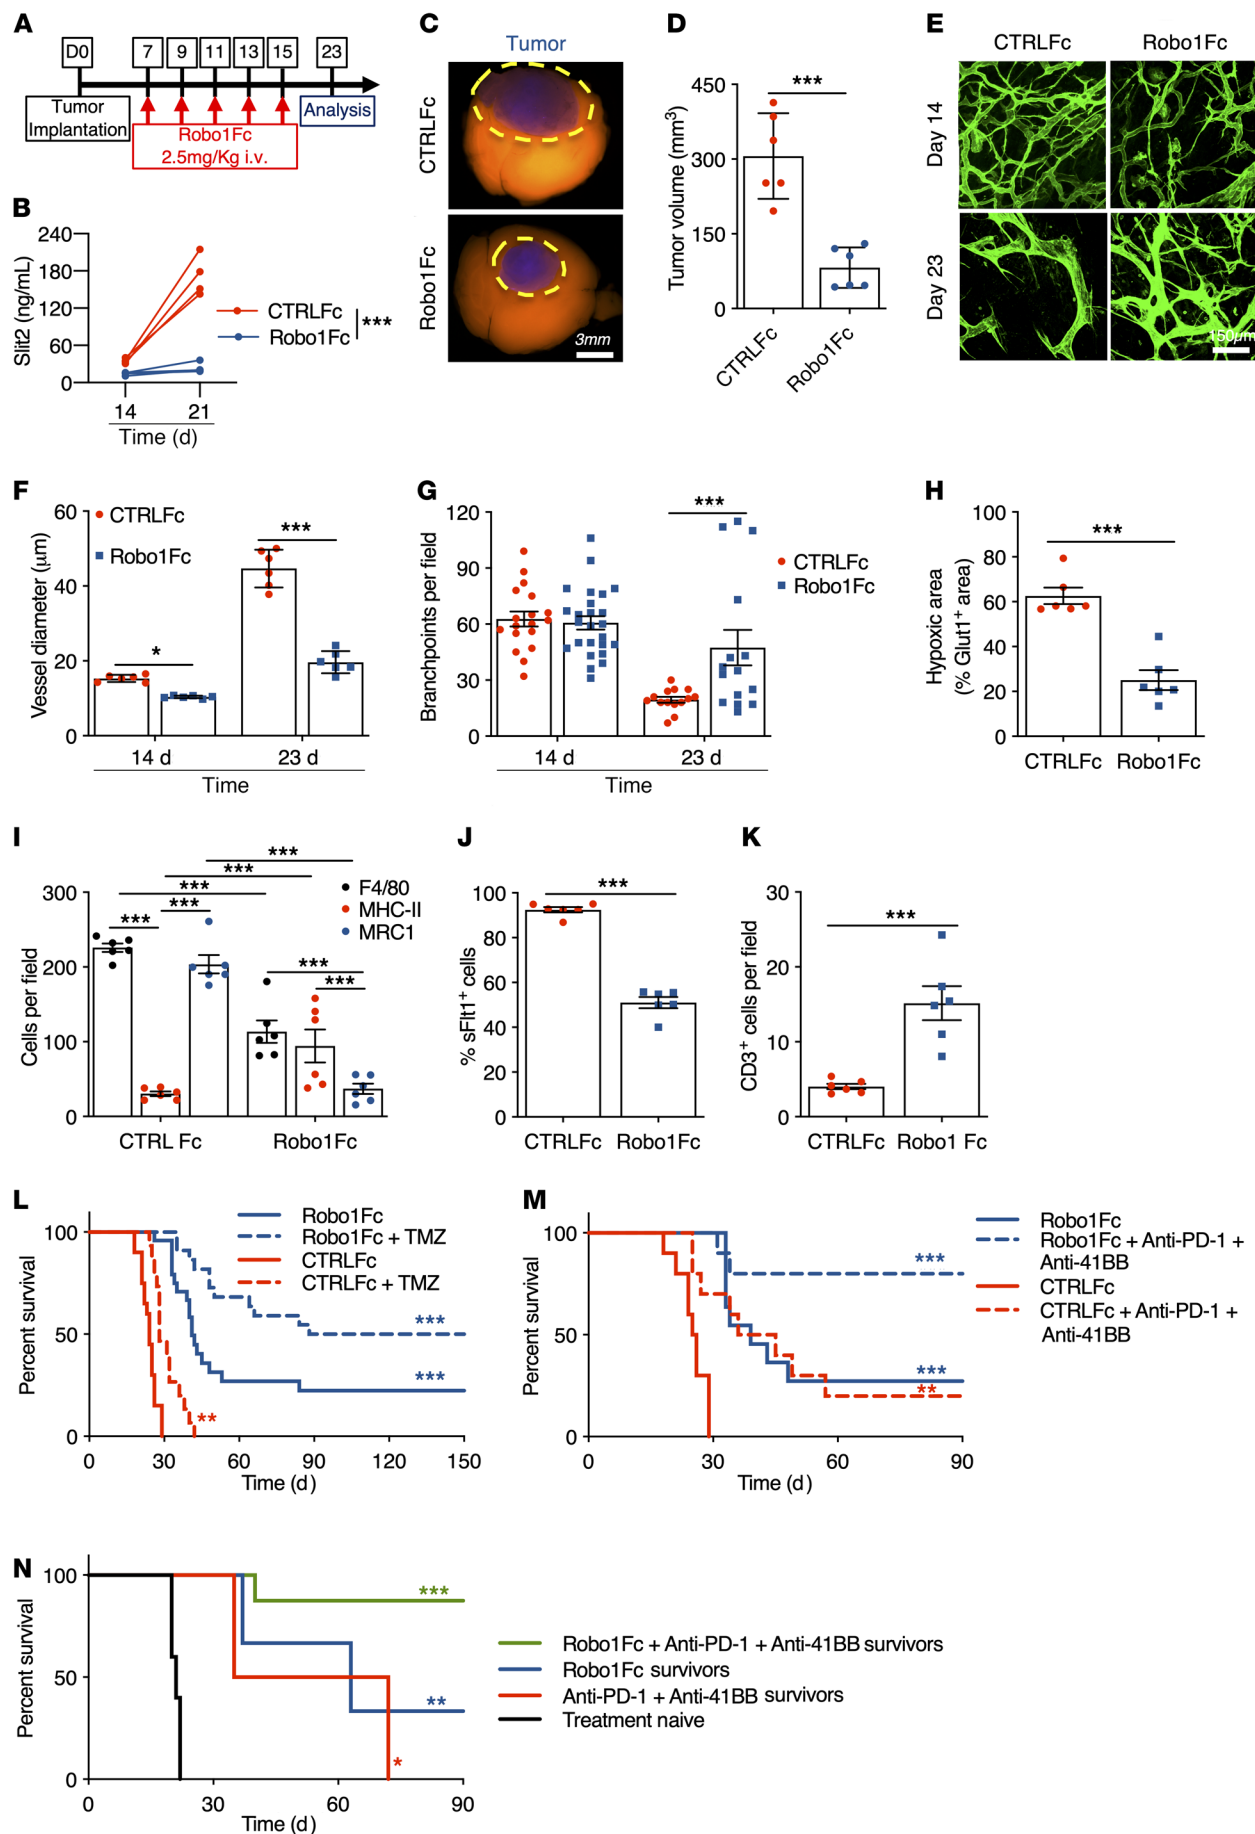 A
D0
7
9
11
13
15
23
Tumor
Implantation
Robo1Fc
2.5mg/Kg i.v.
Analysis
B
Slit2 (ng/mL)
240
180
120
60
0
14
21
Time (d)
CTRLFc
Robo1Fc
***
C
Tumor
CTRLFc
Robo1Fc
3mm
D
Tumor volume (mm³)
450
300
150
0
***
CTRLFc
Robo1Fc
E
CTRLFc
Robo1Fc
Day 14
Day 23
150µm
F
Vessel diameter (µm)
60
40
20
0
CTRLFc
Robo1Fc
*
***
14 d
23 d
Time
G
Branchpoints per field
120
90
60
30
0
***
CTRLFc
Robo1Fc
14 d
23 d
Time
H
Hypoxic area
(% Glut1⁺ area)
100
80
60
40
20
0
***
CTRLFc
Robo1Fc
I
Cells per field
300
200
100
0
***
***
***
***
***
***
***
F4/80
MHC-II
MRC1
CTRL Fc
Robo1Fc
J
% sFlt1⁺ cells
100
80
60
40
20
0
***
CTRLFc
Robo1Fc
K
CD3⁺ cells per field
30
20
10
0
***
CTRLFc
Robo1 Fc
L
Percent survival
100
50
0
Robo1Fc
Robo1Fc + TMZ
CTRLFc
CTRLFc + TMZ
***
***
**
0
30
60
90
120
150
Time (d)
M
Percent survival
100
50
0
***
***
**
0
30
60
90
Time (d)
Robo1Fc
Robo1Fc + Anti-PD-1 +
Anti-41BB
CTRLFc
CTRLFc + Anti-PD-1 +
Anti-41BB
N
Percent survival
100
50
0
***
**
*
0
30
60
90
Time (d)
Robo1Fc + Anti-PD-1 + Anti-41BB survivors
Robo1Fc survivors
Anti-PD-1 + Anti-41BB survivors
Treatment naive